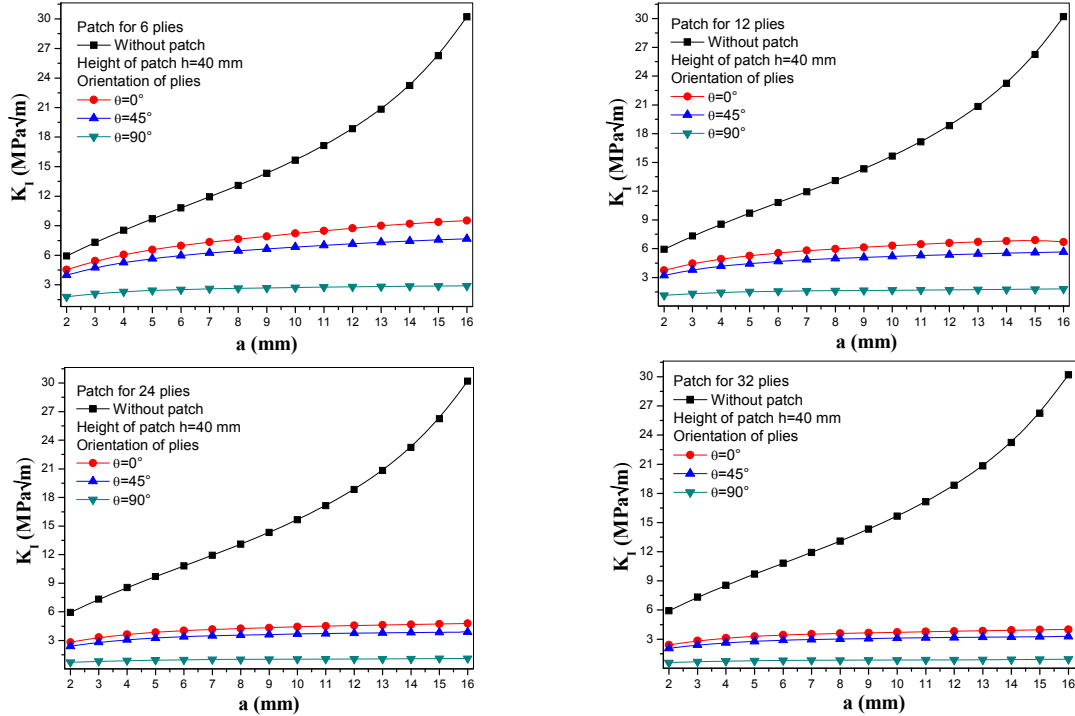 Patch for 6 plies
Without patch
Height of patch h=40 mm
Orientation of plies
θ=0°
θ=45°
θ=90°
K_I (MPa√m)
30
27
24
21
18
15
12
9
6
3
2 3 4 5 6 7 8 9 10 11 12 13 14 15 16
a (mm)
Patch for 12 plies
Without patch
Height of patch h=40 mm
Orientation of plies
θ=0°
θ=45°
θ=90°
K_I (MPa√m)
30
27
24
21
18
15
12
9
6
3
2 3 4 5 6 7 8 9 10 11 12 13 14 15 16
a (mm)
Patch for 24 plies
Without patch
Height of patch h=40 mm
Orientation of plies
θ=0°
θ=45°
θ=90°
K_I (MPa√m)
30
27
24
21
18
15
12
9
6
3
2 3 4 5 6 7 8 9 10 11 12 13 14 15 16
a (mm)
Patch for 32 plies
Without patch
Height of patch h=40 mm
Orientation of plies
θ=0°
θ=45°
θ=90°
K_I (MPa√m)
30
27
24
21
18
15
12
9
6
3
2 3 4 5 6 7 8 9 10 11 12 13 14 15 16
a (mm)